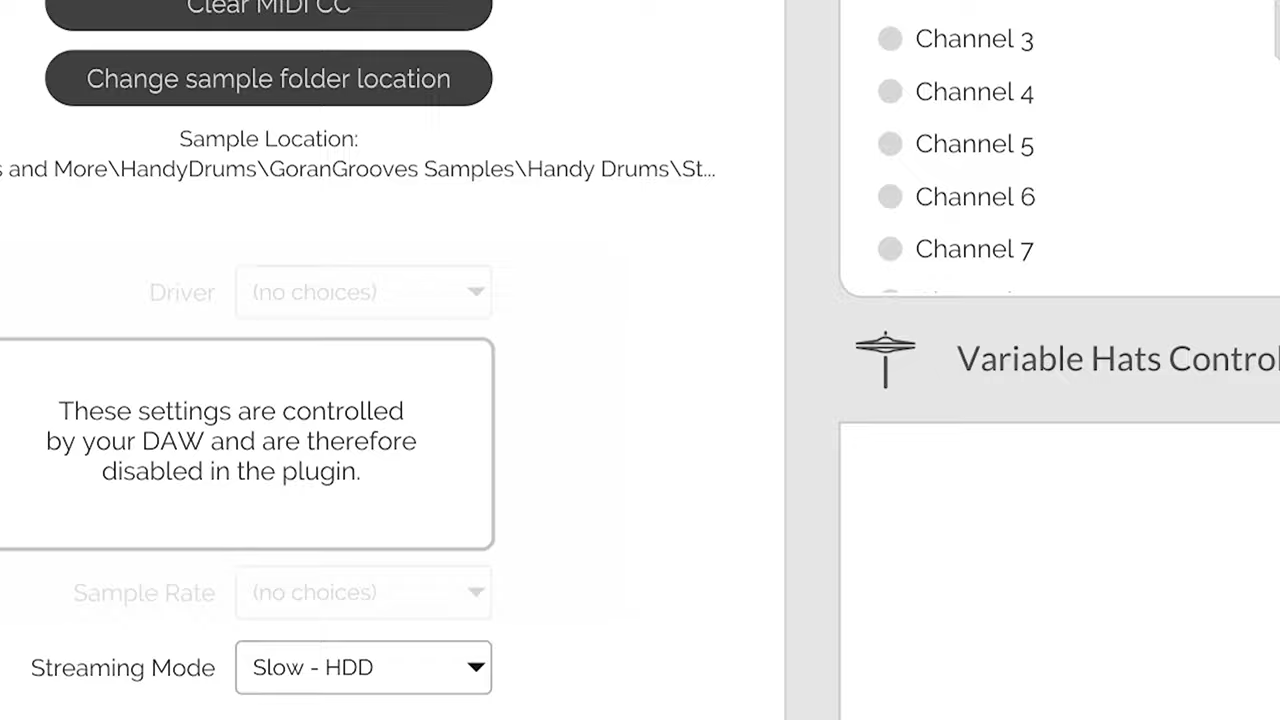 Clear MIDI CC
Change sample folder location
Sample Location:
s and More\HandyDrums\GoranGrooves Samples\Handy Drums\St...
Driver
(no choices)
These settings are controlled
by your DAW and are therefore
disabled in the plugin.
Sample Rate
(no choices)
Streaming Mode
Slow - HDD
Channel 3
Channel 4
Channel 5
Channel 6
Channel 7
Variable Hats Control